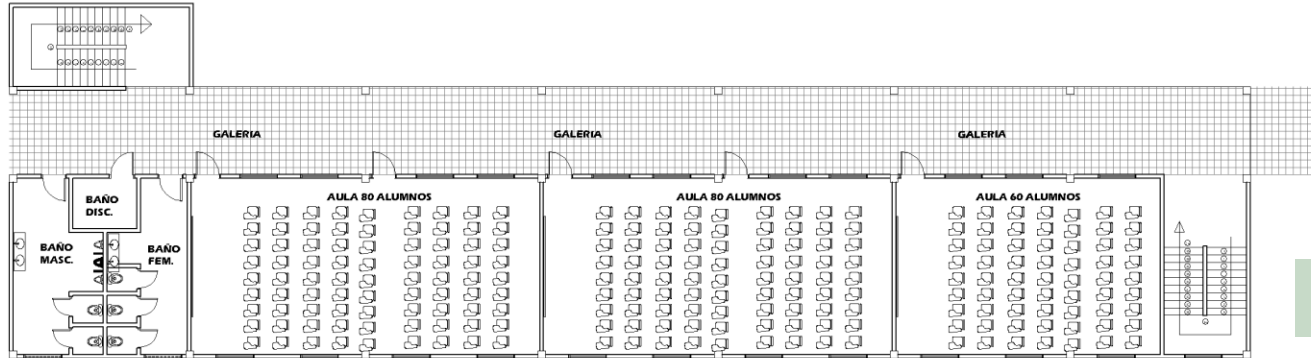 GALERIA
GALERIA
GALERIA
BAÑO
DISC.
AULA 80 ALUMNOS
AULA 80 ALUMNOS
AULA 60 ALUMNOS
BAÑO
MASC.
BAÑO
FEM.